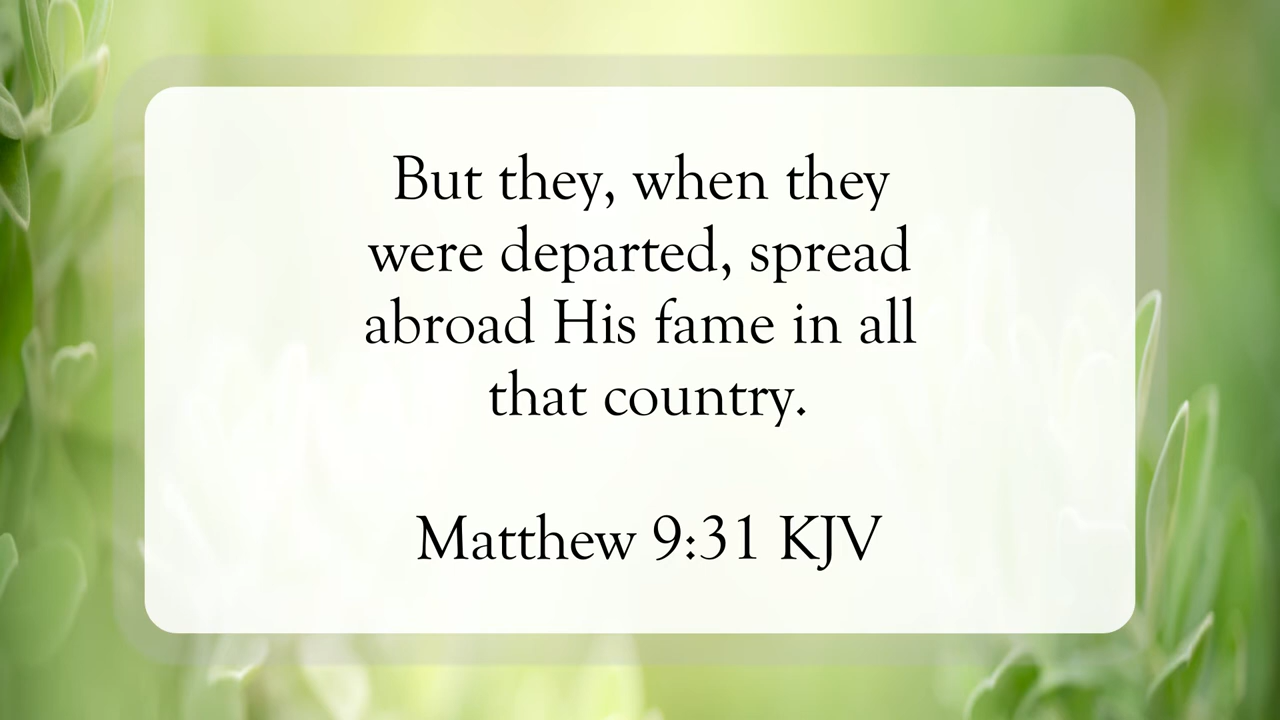 But they, when they
were departed, spread
abroad His fame in all
that country.
Matthew 9:31 KJV